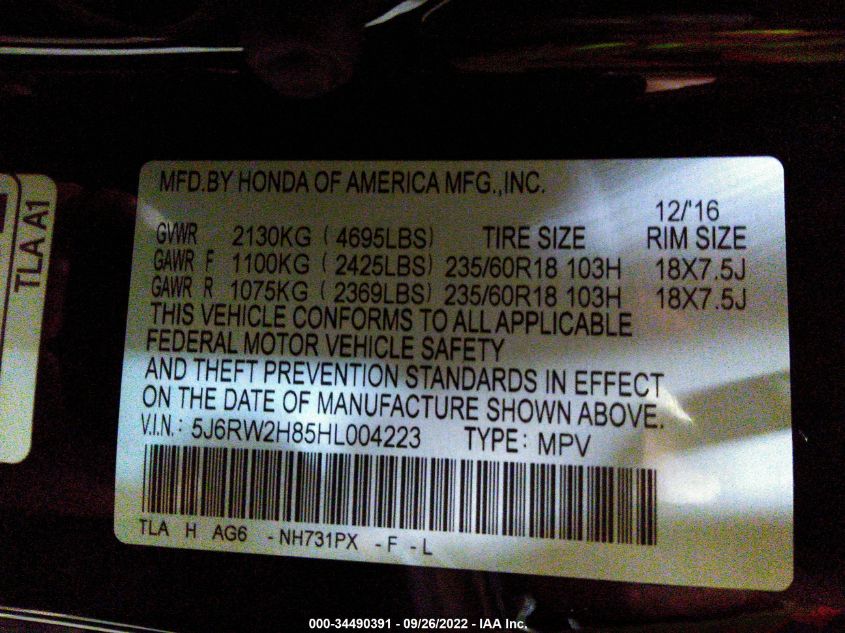 TLA A1
MFD.BY HONDA OF AMERICA MFG.,INC.
12/'16
GVWR 2130KG (4695LBS) TIRE SIZE RIM SIZE
GAWR F 1100KG (2425LBS) 235/60R18 103H 18X7.5J
GAWR R 1075KG (2369LBS) 235/60R18 103H 18X7.5J
THIS VEHICLE CONFORMS TO ALL APPLICABLE
FEDERAL MOTOR VEHICLE SAFETY
AND THEFT PREVENTION STANDARDS IN EFFECT
ON THE DATE OF MANUFACTURE SHOWN ABOVE.
V.I.N.: 5J6RW2H85HL004223 TYPE: MPV
TLA H AG6 -NH731PX -F -L
000-34490391 - 09/26/2022 - IAA Inc.